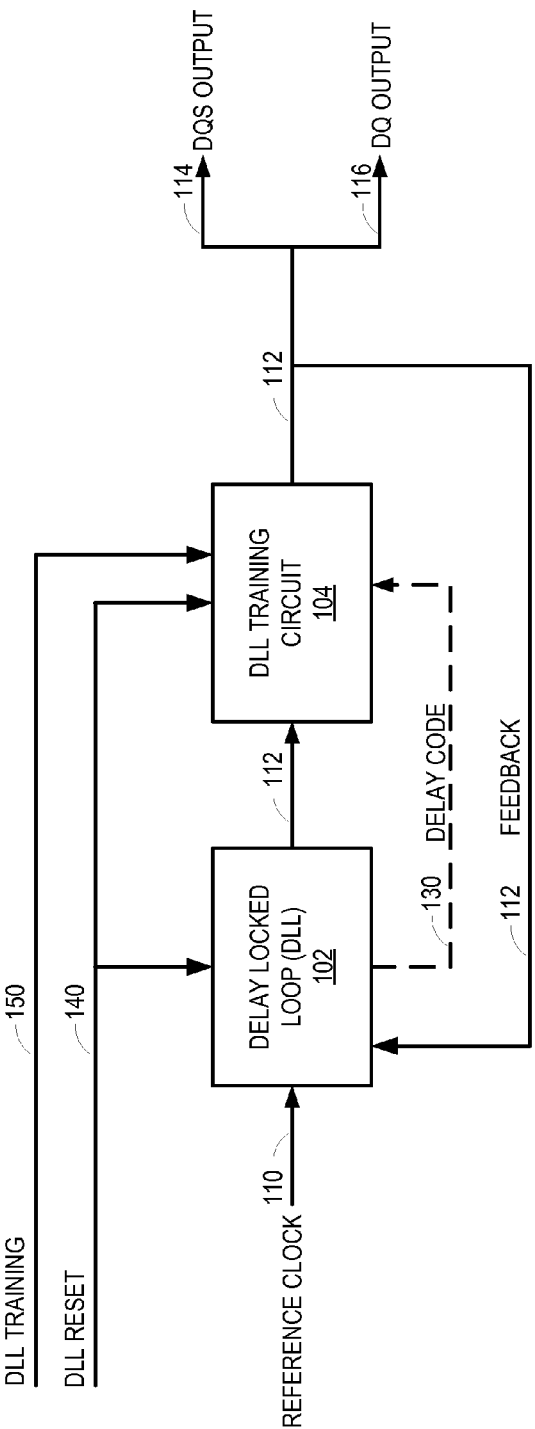 DLL TRAINING
150
DLL RESET
140
REFERENCE CLOCK
110
DELAY LOCKED
LOOP (DLL)
102
112
DLL TRAINING
CIRCUIT
104
112
114
DQS OUTPUT
116
DQ OUTPUT
130
DELAY CODE
112
FEEDBACK